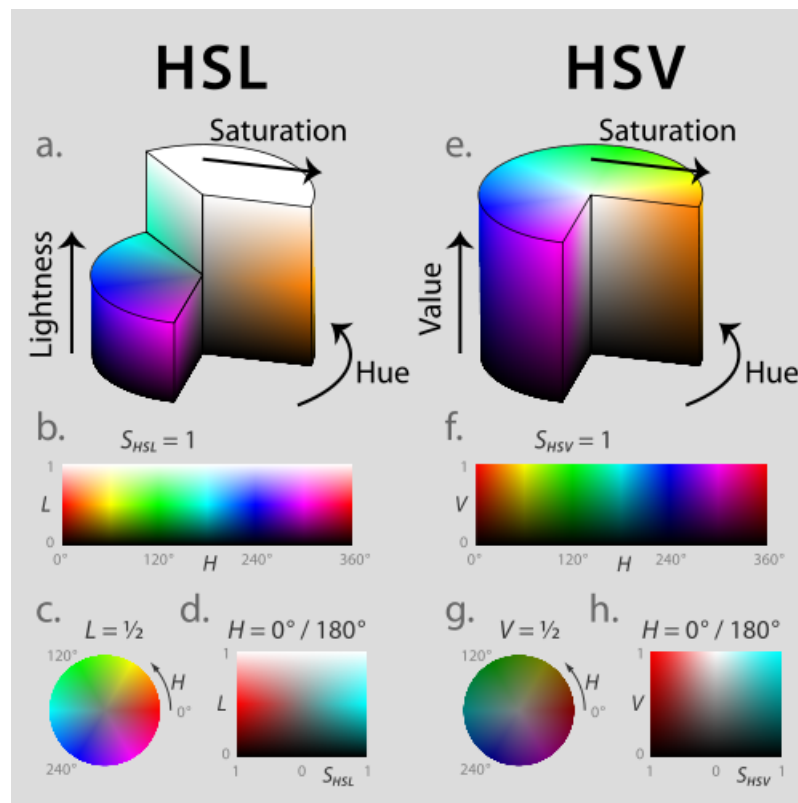 HSL
HSV
a.
Saturation
Lightness
Hue
e.
Saturation
Value
Hue
b.
S_HSL = 1
1
L
0
0°
120°
240°
360°
H
f.
S_HSV = 1
1
V
0
0°
120°
240°
360°
H
c.
L = ½
120°
H
0°
240°
d.
H = 0° / 180°
1
L
0
1
0
S_HSL
1
g.
V = ½
120°
H
0°
240°
h.
H = 0° / 180°
1
V
0
1
0
S_HSV
1